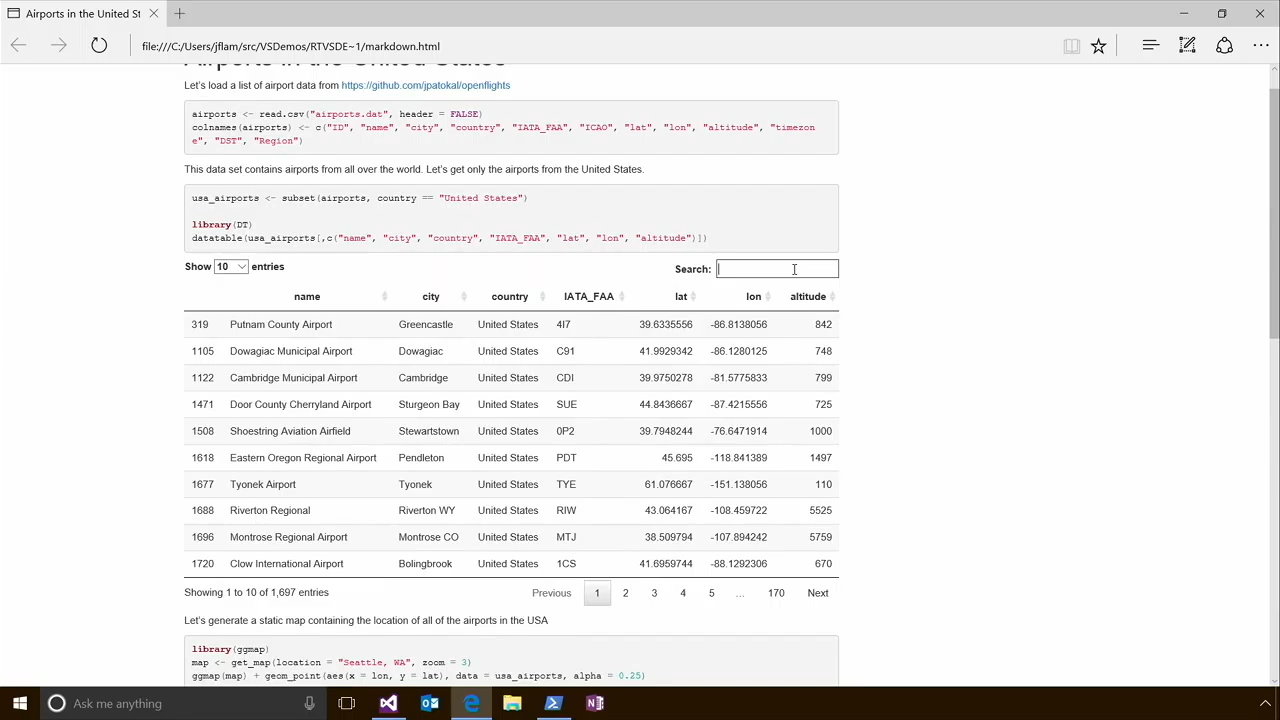 Airports in the United St
file:///C:/Users/jflam/src/VSDemos/RTVSDE~1/markdown.html
Airports in the United States
Let's load a list of airport data from https://github.com/jpatokal/openflights
airports <- read.csv("airports.dat", header = FALSE)
colnames(airports) <- c("ID", "name", "city", "country", "IATA_FAA", "ICAO", "lat", "lon", "altitude", "timezon
e", "DST", "Region")
This data set contains airports from all over the world. Let's get only the airports from the United States.
usa_airports <- subset(airports, country == "United States")
library(DT)
datatable(usa_airports[,c("name", "city", "country", "IATA_FAA", "lat", "lon", "altitude")])
Show 10 entries Search:
name city country IATA_FAA lat lon altitude
319 Putnam County Airport Greencastle United States 4I7 39.6335556 -86.8138056 842
1105 Dowagiac Municipal Airport Dowagiac United States C91 41.9929342 -86.1280125 748
1122 Cambridge Municipal Airport Cambridge United States CDI 39.9750278 -81.5775833 799
1471 Door County Cherryland Airport Sturgeon Bay United States SUE 44.8436667 -87.4215556 725
1508 Shoestring Aviation Airfield Stewartstown United States 0P2 39.7948244 -76.6471914 1000
1618 Eastern Oregon Regional Airport Pendleton United States PDT 45.695 -118.841389 1497
1677 Tyonek Airport Tyonek United States TYE 61.076667 -151.138056 110
1688 Riverton Regional Riverton WY United States RIW 43.064167 -108.459722 5525
1696 Montrose Regional Airport Montrose CO United States MTJ 38.509794 -107.894242 5759
1720 Clow International Airport Bolingbrook United States 1CS 41.6959744 -88.1292306 670
Showing 1 to 10 of 1,697 entries Previous 1 2 3 4 5 … 170 Next
Let's generate a static map containing the location of all of the airports in the USA
library(ggmap)
map <- get_map(location = "Seattle, WA", zoom = 3)
ggmap(map) + geom_point(aes(x = lon, y = lat), data = usa_airports, alpha = 0.25)
Ask me anything